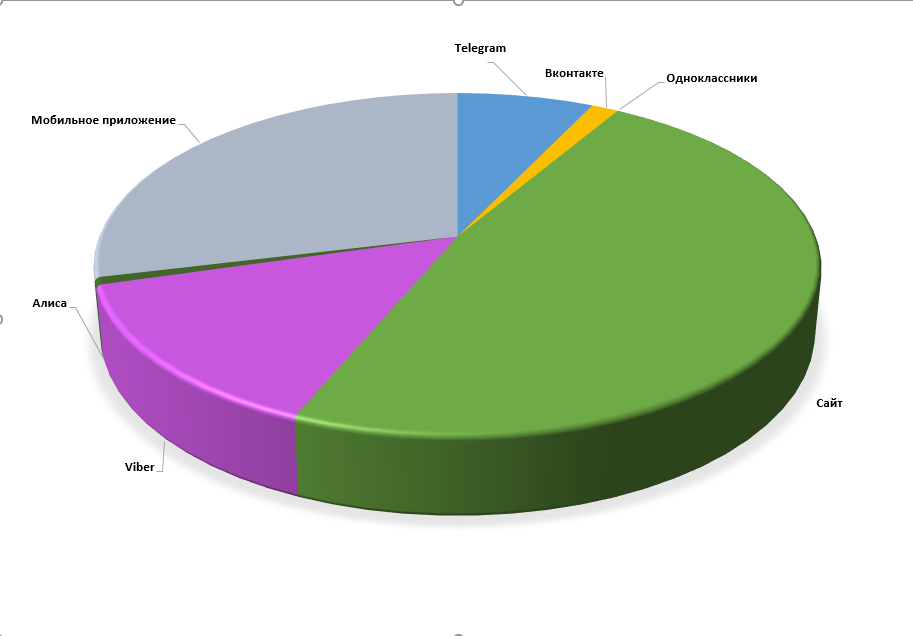 Telegram
Вконтакте
Одноклассники
Мобильное приложение
Алиса
Сайт
Viber